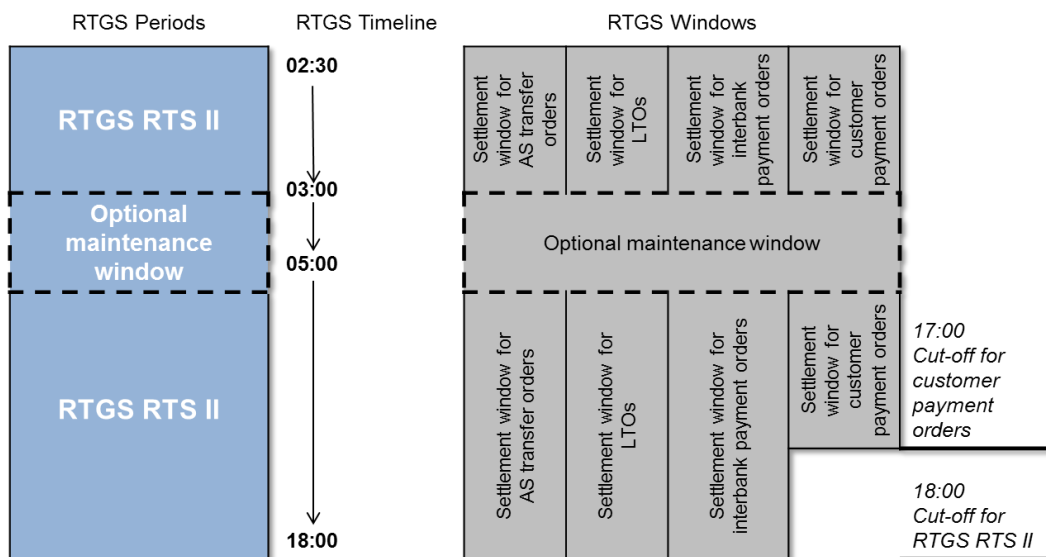 RTGS Periods
RTGS Timeline
RTGS Windows
RTGS RTS II
02:30
Settlement
window for
AS transfer
orders
Settlement
window for
LTOs
Settlement
window for
interbank
payment orders
Settlement
window for
customer
payment orders
03:00
Optional
maintenance
window
05:00
Optional maintenance window
RTGS RTS II
Settlement window for
AS transfer orders
Settlement window for
LTOs
Settlement window for
interbank payment orders
Settlement
window for
customer
payment orders
17:00
Cut-off for
customer
payment
orders
18:00
18:00
Cut-off for
RTGS RTS II